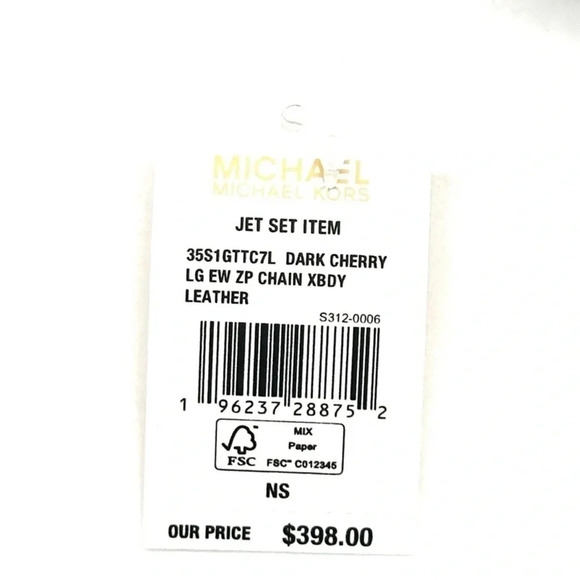 MICHAEL
MICHAEL KORS
JET SET ITEM
35S1GTTC7L DARK CHERRY
LG EW ZP CHAIN XBDY
LEATHER
S312-0006
1 96237 28875 2
FSC
MIX
Paper
FSC™ C012345
NS
OUR PRICE $398.00